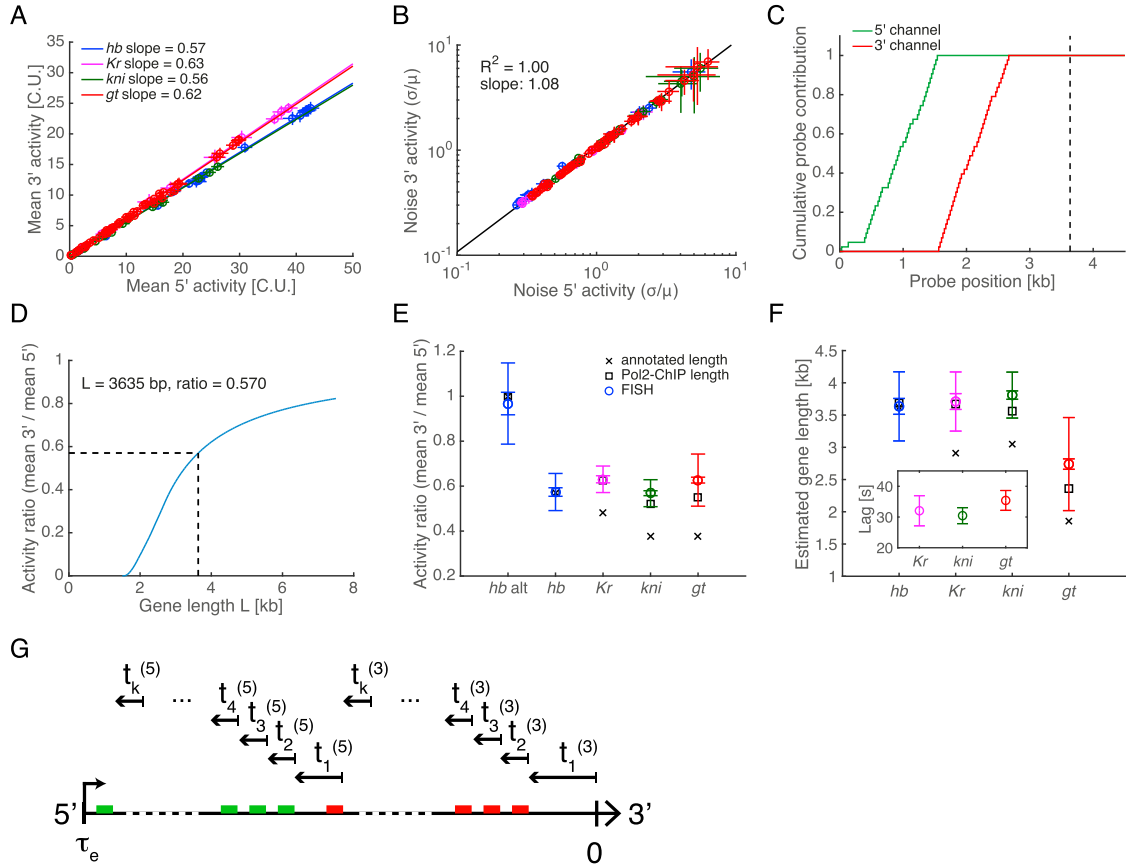 A
35
30
25
20
15
10
5
0
0
10
20
30
40
50
Mean 3' activity [C.U.]
Mean 5' activity [C.U.]
hb slope = 0.57
Kr slope = 0.63
kni slope = 0.56
gt slope = 0.62
B
10^1
10^0
10^-1
10^-1
10^0
10^1
Noise 3' activity (σ/μ)
Noise 5' activity (σ/μ)
R^2 = 1.00
slope: 1.08
C
5' channel
3' channel
1
0.8
0.6
0.4
0.2
0
0
1
2
3
4
Cumulative probe contribution
Probe position [kb]
D
1
0.8
0.6
0.4
0.2
0
0
2
4
6
8
Activity ratio (mean 3' / mean 5')
Gene length L [kb]
L = 3635 bp, ratio = 0.570
E
1.2
1
0.8
0.6
0.4
0.2
Activity ratio (mean 3' / mean 5')
annotated length
Pol2-ChIP length
FISH
hb alt
hb
Kr
kni
gt
F
4.5
4
3.5
3
2.5
2
1.5
1
Estimated gene length [kb]
hb
Kr
kni
gt
40
30
20
Lag [s]
Kr
kni
gt
G
t_k^(5)
...
t_4^(5)
t_3^(5)
t_2^(5)
t_1^(5)
t_k^(3)
...
t_4^(3)
t_3^(3)
t_2^(3)
t_1^(3)
5'
3'
τ_e
0